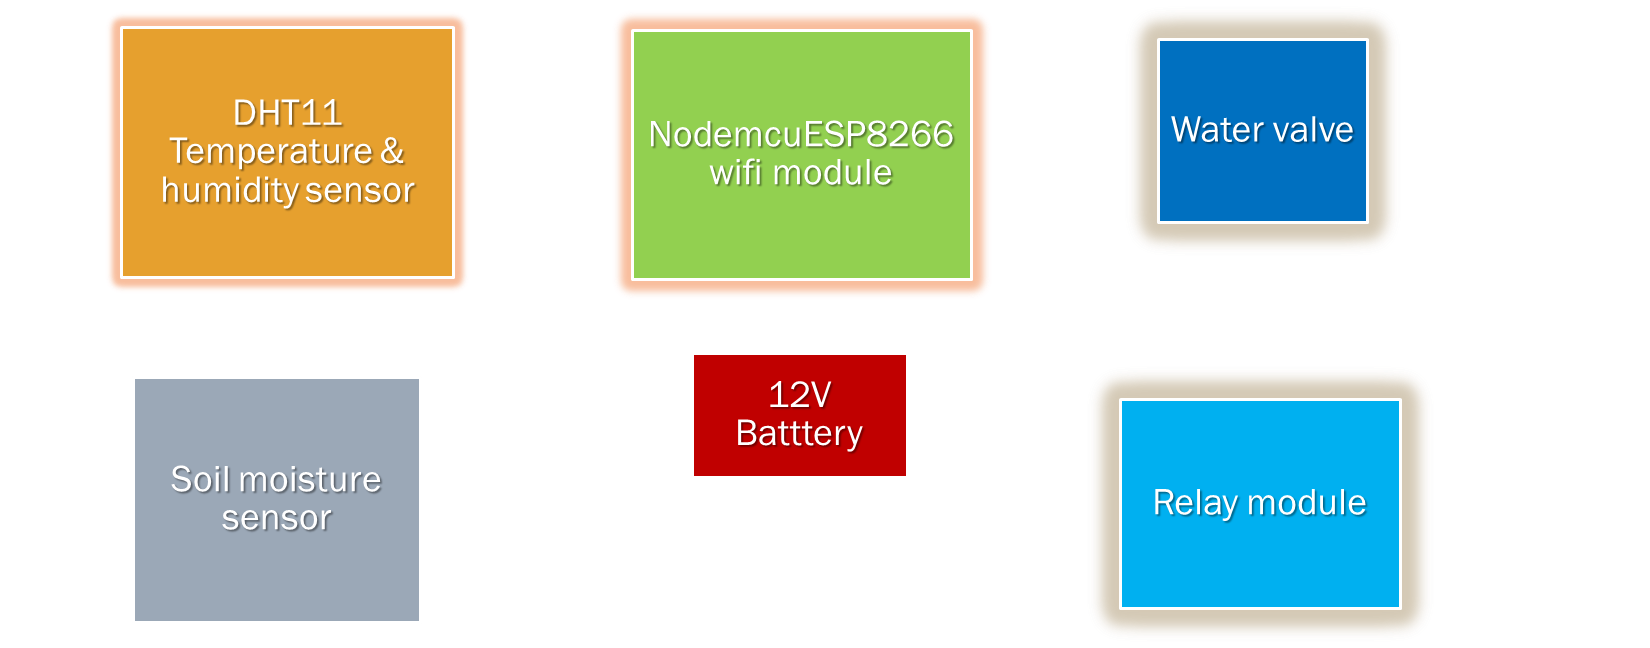 DHT11
Temperature &
humidity sensor
NodemcuESP8266
wifi module
Water valve
Soil moisture
sensor
12V
Batttery
Relay module